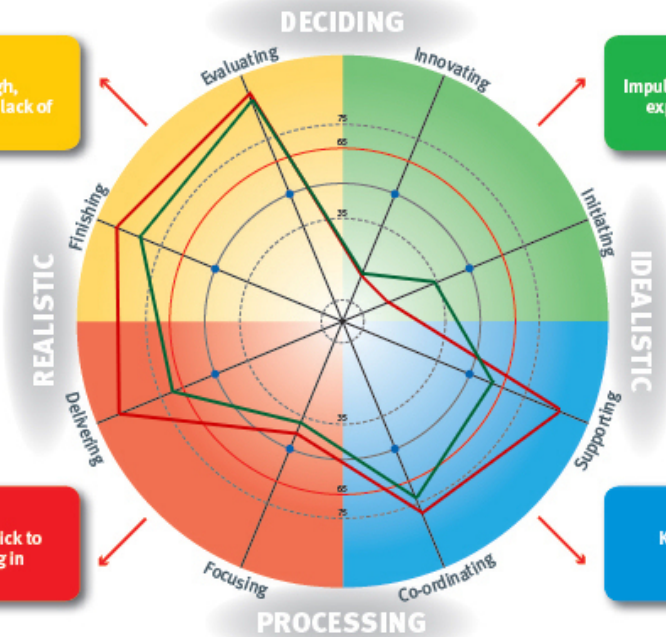 DECIDING
Evaluating
Innovating
lack of
Impul
exp
75
65
35
Finishing
Initiating
REALISTIC
IDEALISTIC
Delivering
Supporting
35
65
75
ick to
g in
K
Focusing
Co-ordinating
PROCESSING